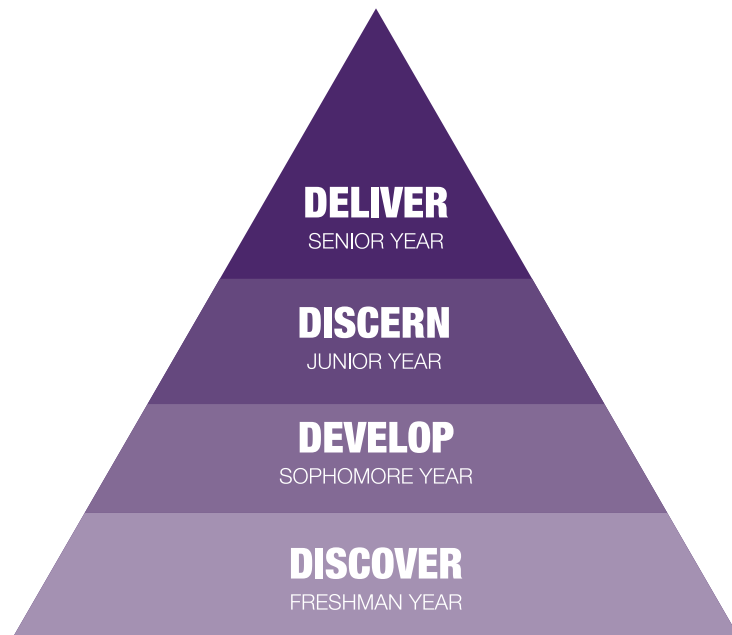 DELIVER
SENIOR YEAR
DISCERN
JUNIOR YEAR
DEVELOP
SOPHOMORE YEAR
DISCOVER
FRESHMAN YEAR